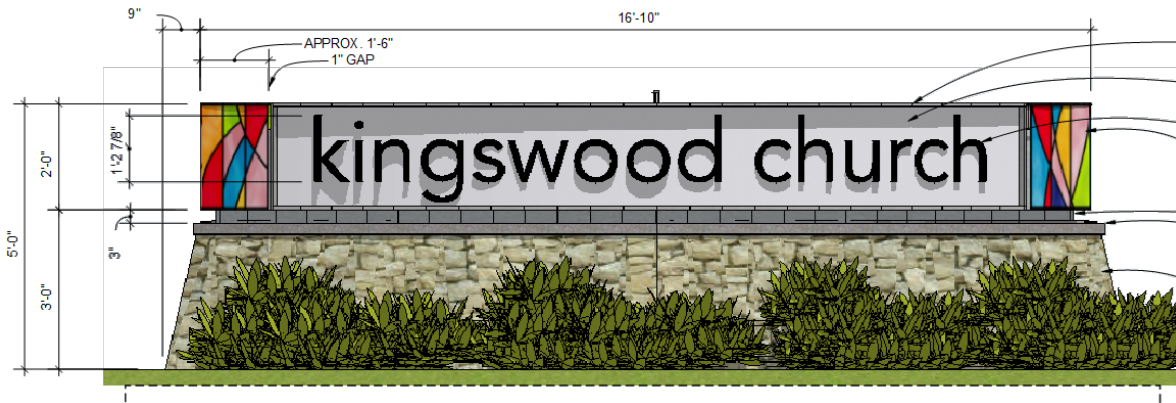 9"
16'-10"
APPROX. 1'-6"
1" GAP
5'-0"
2'-0"
1'-2 7/8"
kingswood church
3"
3'-0"